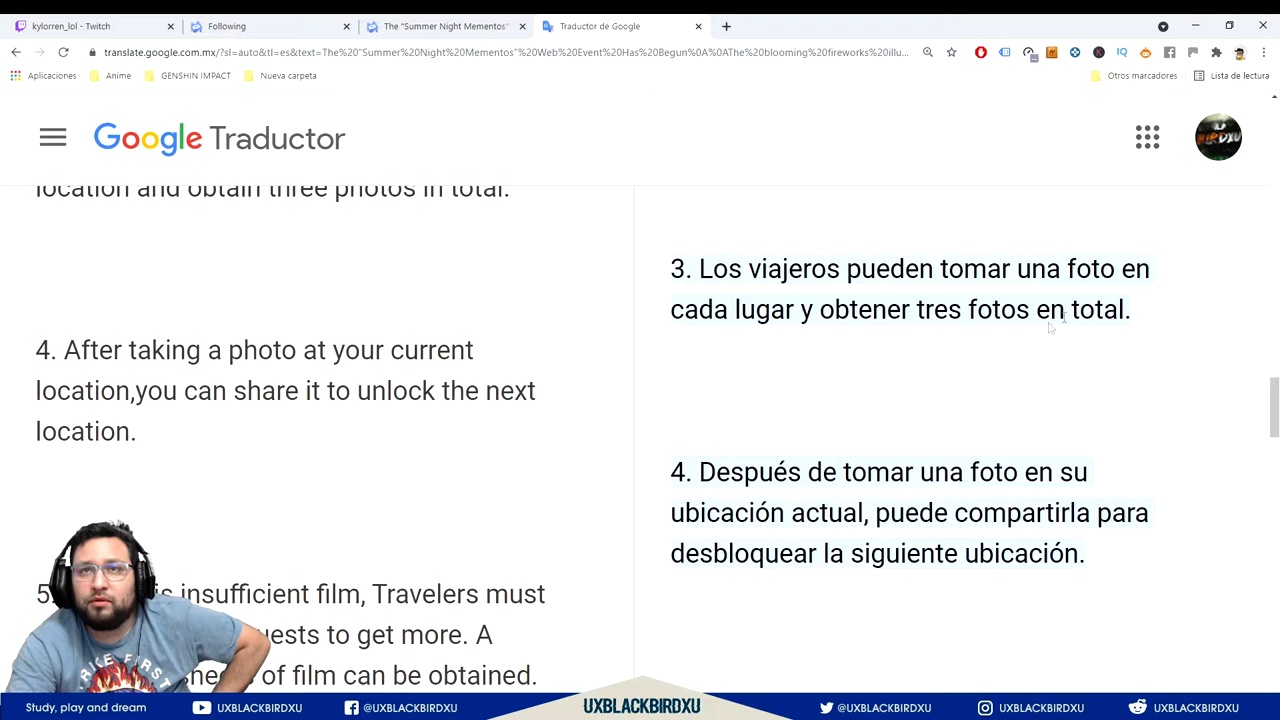 kylorren_lol - Twitch
Following
The "Summer Night Mementos"
Traductor de Google
translate.google.com.mx/?sl=auto&tl=es&text=The%20"Summer%20Night%20Mementos"%20Web%20Event%20Has%20Begun%0A%0AThe%20blooming%20fireworks%20illu...
Aplicaciones
Anime
GENSHIN IMPACT
Nueva carpeta
Otros marcadores
Lista de lectura
Google Traductor
location and obtain three photos in total.
4. After taking a photo at your current
location,you can share it to unlock the next
location.
5.
is insufficient film, Travelers must
uests to get more. A
of film can be obtained.
3. Los viajeros pueden tomar una foto en
cada lugar y obtener tres fotos en total.
4. Después de tomar una foto en su
ubicación actual, puede compartirla para
desbloquear la siguiente ubicación.
RIKE FIRST
Study, play and dream
UXBLACKBIRDXU
@UXBLACKBIRDXU
UXBLACKBIRDXU
@UXBLACKBIRDXU
UXBLACKBIRDXU
UXBLACKBIRDXU